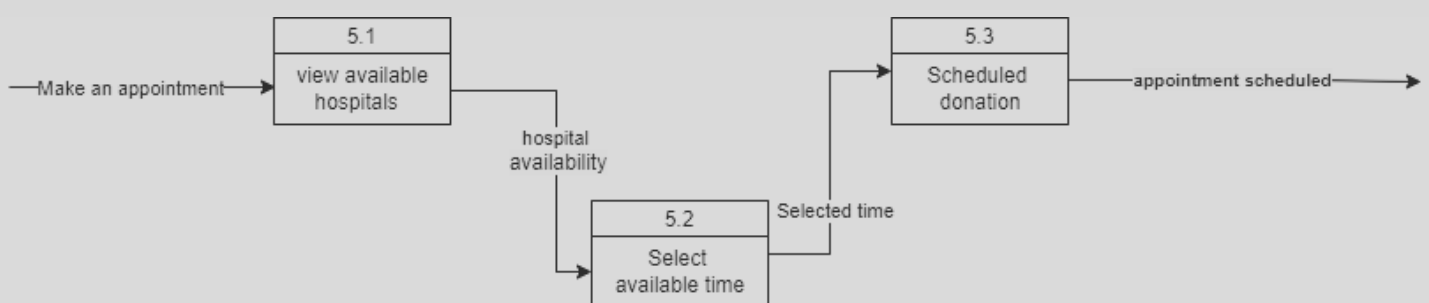 Make an appointment
5.1
view available
hospitals
hospital
availability
5.2
Select
available time
Selected time
5.3
Scheduled
donation
appointment scheduled